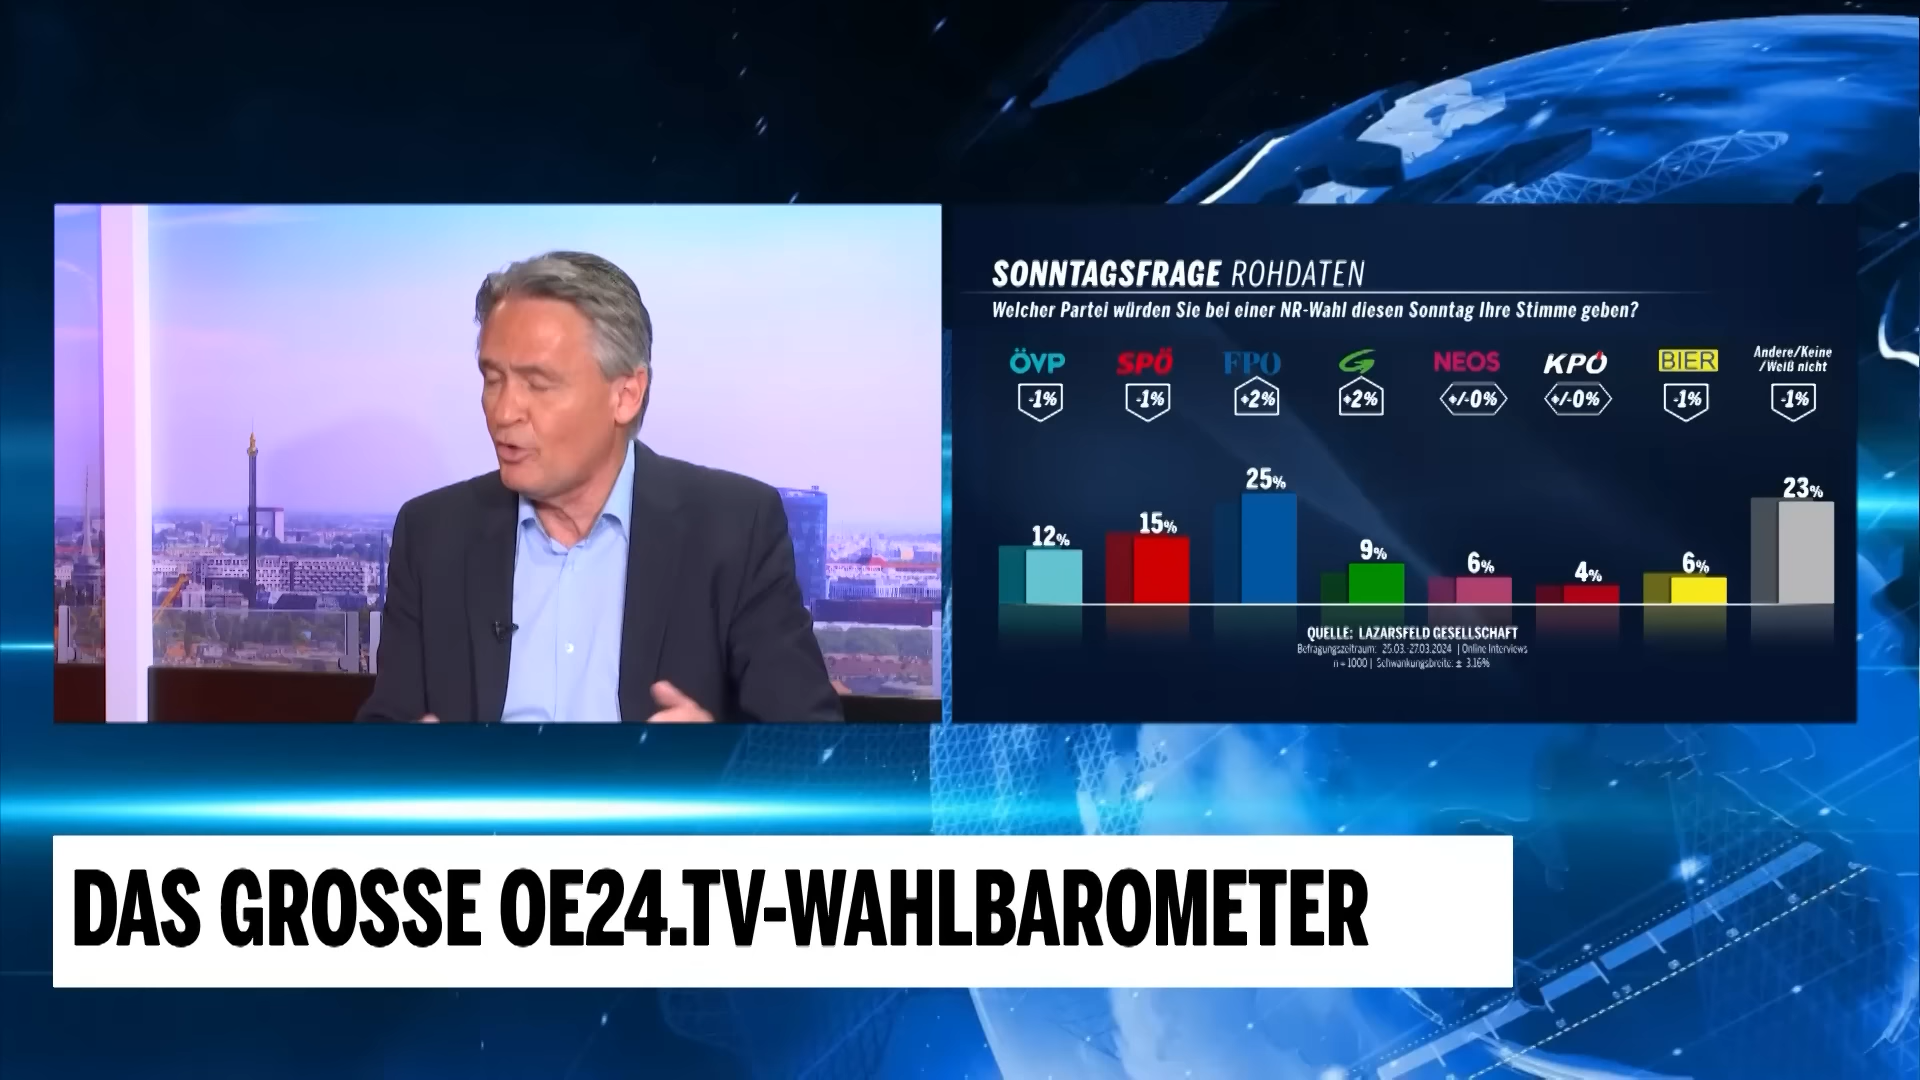 SONNTAGSFRAGE ROHDATEN
Welcher Partei würden Sie bei einer NR-Wahl diesen Sonntag Ihre Stimme geben?
ÖVP SPÖ FPÖ G NEOS KPÖ BIER Andere/Keine
/Weiß nicht
-1% -1% +2% +2% +/-0% +/-0% -1% -1%
12% 15% 25% 9% 6% 4% 6% 23%
QUELLE: LAZARSFELD GESELLSCHAFT
Befragungszeitraum: 25.03.-27.03.2024 | Online Interviews
n=1000 | Schwankungsbreite: ± 3.16%
DAS GROSSE OE24.TV-WAHLBAROMETER